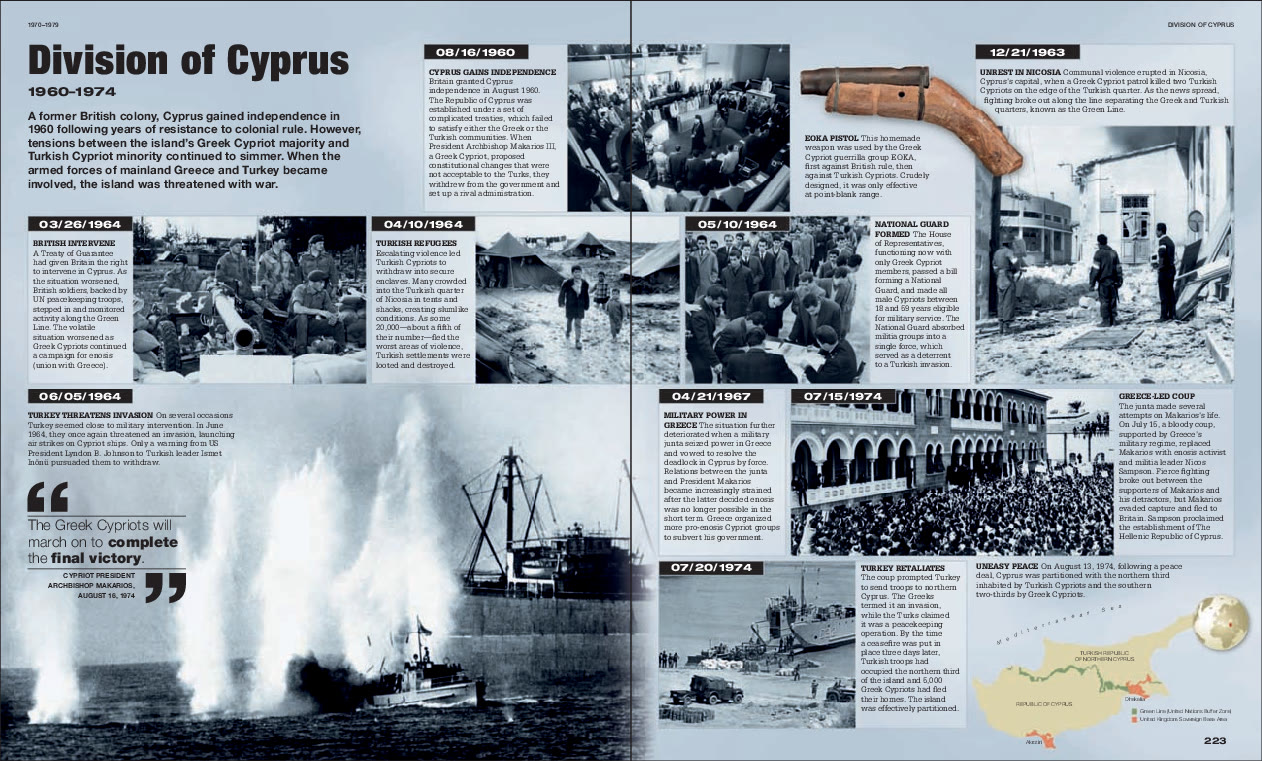 1970–1979
DIVISION OF CYPRUS
Division of Cyprus
1960–1974
A former British colony, Cyprus gained independence in
1960 following years of resistance to colonial rule. However,
tensions between the island's Greek Cypriot majority and
Turkish Cypriot minority continued to simmer. When the
armed forces of mainland Greece and Turkey became
involved, the island was threatened with war.
08/16/1960
CYPRUS GAINS INDEPENDENCE
Britain granted Cyprus
independence in August 1960.
The Republic of Cyprus was
established under a set of
complicated treaties, which failed
to satisfy either the Greek or the
Turkish communities. When
President Archbishop Makarios III,
a Greek Cypriot, proposed
constitutional changes that were
not acceptable to the Turks, they
withdrew from the government and
set up a rival administration.
EOKA PISTOL This homemade
weapon was used by the Greek
Cypriot guerrilla group EOKA,
first against British rule, then
against Turkish Cypriots. Crudely
designed, it was only effective
at point-blank range.
12/21/1963
UNREST IN NICOSIA Communal violence erupted in Nicosia,
Cyprus's capital, when a Greek Cypriot patrol killed two Turkish
Cypriots on the edge of the Turkish quarter. As the news spread,
fighting broke out along the line separating the Greek and Turkish
quarters, known as the Green Line.
03/26/1964
BRITISH INTERVENE
A Treaty of Guarantee
had given Britain the right
to intervene in Cyprus. As
the situation worsened,
British soldiers, backed by
UN peacekeeping troops,
stepped in and monitored
activity along the Green
Line. The volatile
situation worsened as
Greek Cypriots continued
a campaign for enosis
(union with Greece).
04/10/1964
TURKISH REFUGEES
Escalating violence led
Turkish Cypriots to
withdraw into secure
enclaves. Many crowded
into the Turkish quarter
of Nicosia in tents and
shacks, creating slumlike
conditions. As some
20,000—about a fifth of
their number—fled the
worst areas of violence,
Turkish settlements were
looted and destroyed.
05/10/1964
NATIONAL GUARD
FORMED The House
of Representatives,
functioning now with
only Greek Cypriot
members, passed a bill
forming a National
Guard, and made all
male Cypriots between
18 and 59 years eligible
for military service. The
National Guard absorbed
militia groups into a
single force, which
served as a deterrent
to a Turkish invasion.
06/05/1964
TURKEY THREATENS INVASION On several occasions
Turkey seemed close to military intervention. In June
1964, they once again threatened an invasion, launching
air strikes on Cypriot ships. Only a warning from US
President Lyndon B. Johnson to Turkish leader Ismet
Inönü pursuaded them to withdraw.
“
The Greek Cypriots will
march on to complete
the final victory.
CYPRIOT PRESIDENT
ARCHBISHOP MAKARIOS,
AUGUST 16, 1974
”
04/21/1967
MILITARY POWER IN
GREECE The situation further
deteriorated when a military
junta seized power in Greece
and vowed to resolve the
deadlock in Cyprus by force.
Relations between the junta
and President Makarios
became increasingly strained
after the latter decided enosis
was no longer possible in the
short term. Greece organized
more pro-enosis Cypriot groups
to subvert his government.
07/15/1974
GREECE-LED COUP
The junta made several
attempts on Makarios's life.
On July 15, a bloody coup,
supported by Greece's
military regime, replaced
Makarios with enosis activist
and militia leader Nicos
Sampson. Fierce fighting
broke out between the
supporters of Makarios and
his detractors, but Makarios
evaded capture and fled to
Britain. Sampson proclaimed
the establishment of The
Hellenic Republic of Cyprus.
07/20/1974
TURKEY RETALIATES
The coup prompted Turkey
to send troops to northern
Cyprus. The Greeks
termed it an invasion,
while the Turks claimed
it was a peacekeeping
operation. By the time
a ceasefire was put in
place three days later,
Turkish troops had
occupied the northern third
of the island and 5,000
Greek Cypriots had fled
their homes. The island
was effectively partitioned.
UNEASY PEACE On August 13, 1974, following a peace
deal, Cyprus was partitioned with the northern third
inhabited by Turkish Cypriots and the southern
two-thirds by Greek Cypriots.
Mediterranean Sea
TURKISH REPUBLIC
OF NORTHERN CYPRUS
REPUBLIC OF CYPRUS
Dhekelia
Akrotiri
Green Line (United Nations Buffer Zone)
United Kingdom Sovereign Base Area
223